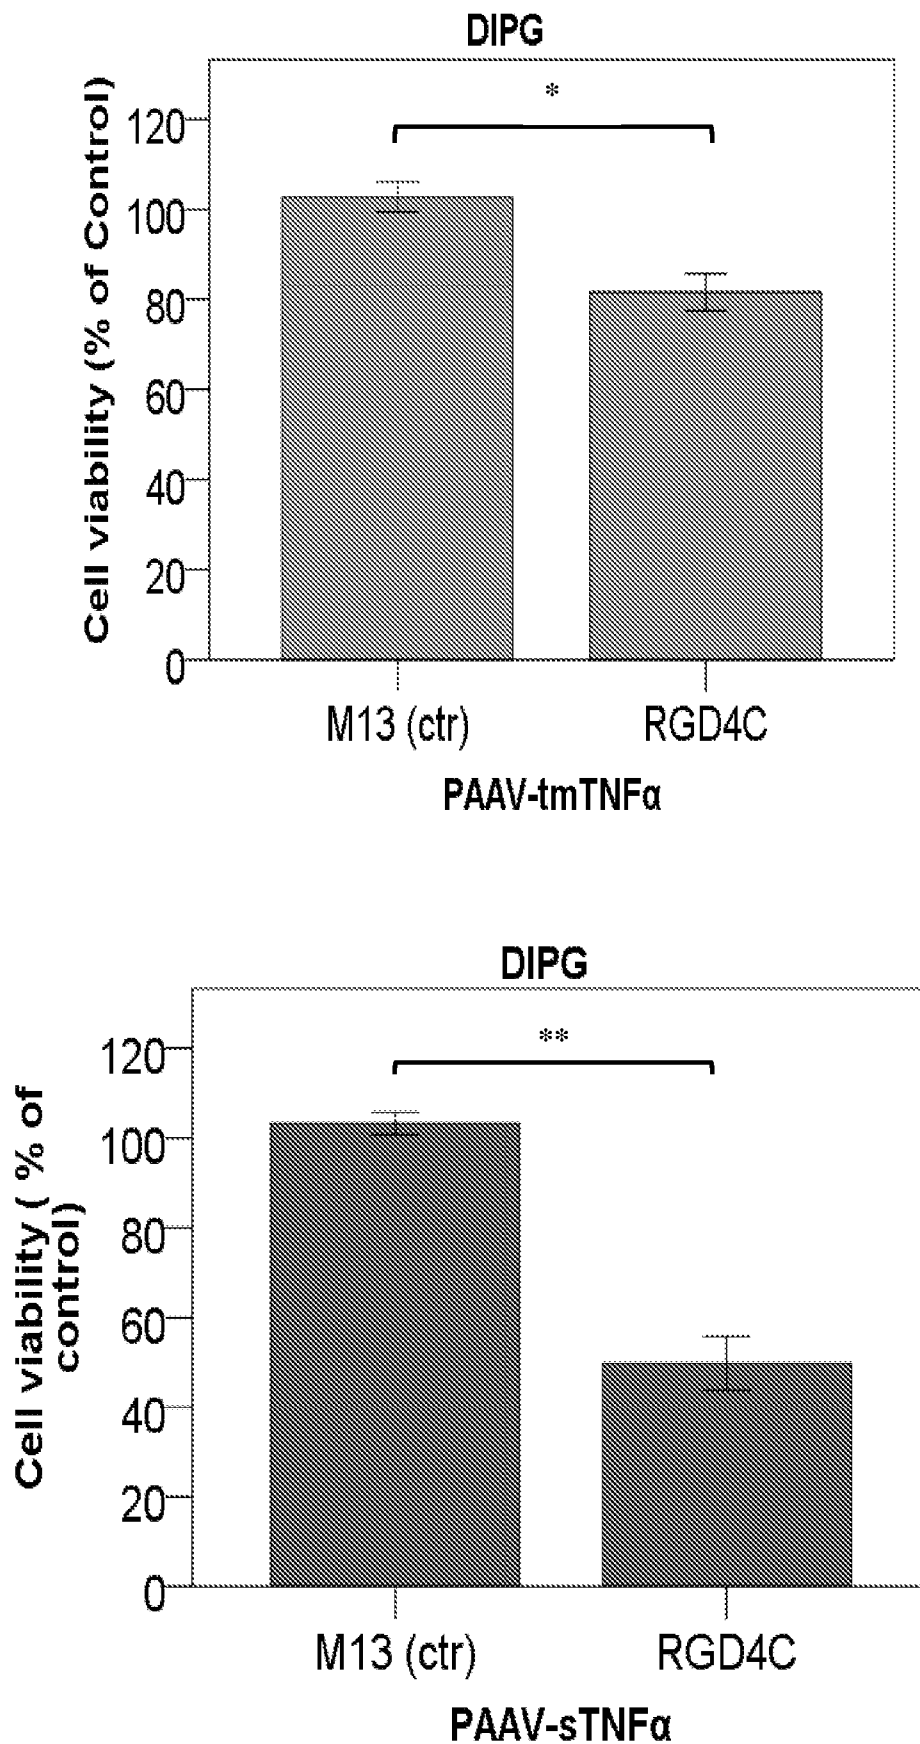 DIPG
*
Cell viability (% of Control)
120
100
80
60
40
20
0
M13 (ctr)
RGD4C
PAAV-tmTNFα
DIPG
**
Cell viability ( % of
control)
120
100
80
60
40
20
0
M13 (ctr)
RGD4C
PAAV-sTNFα